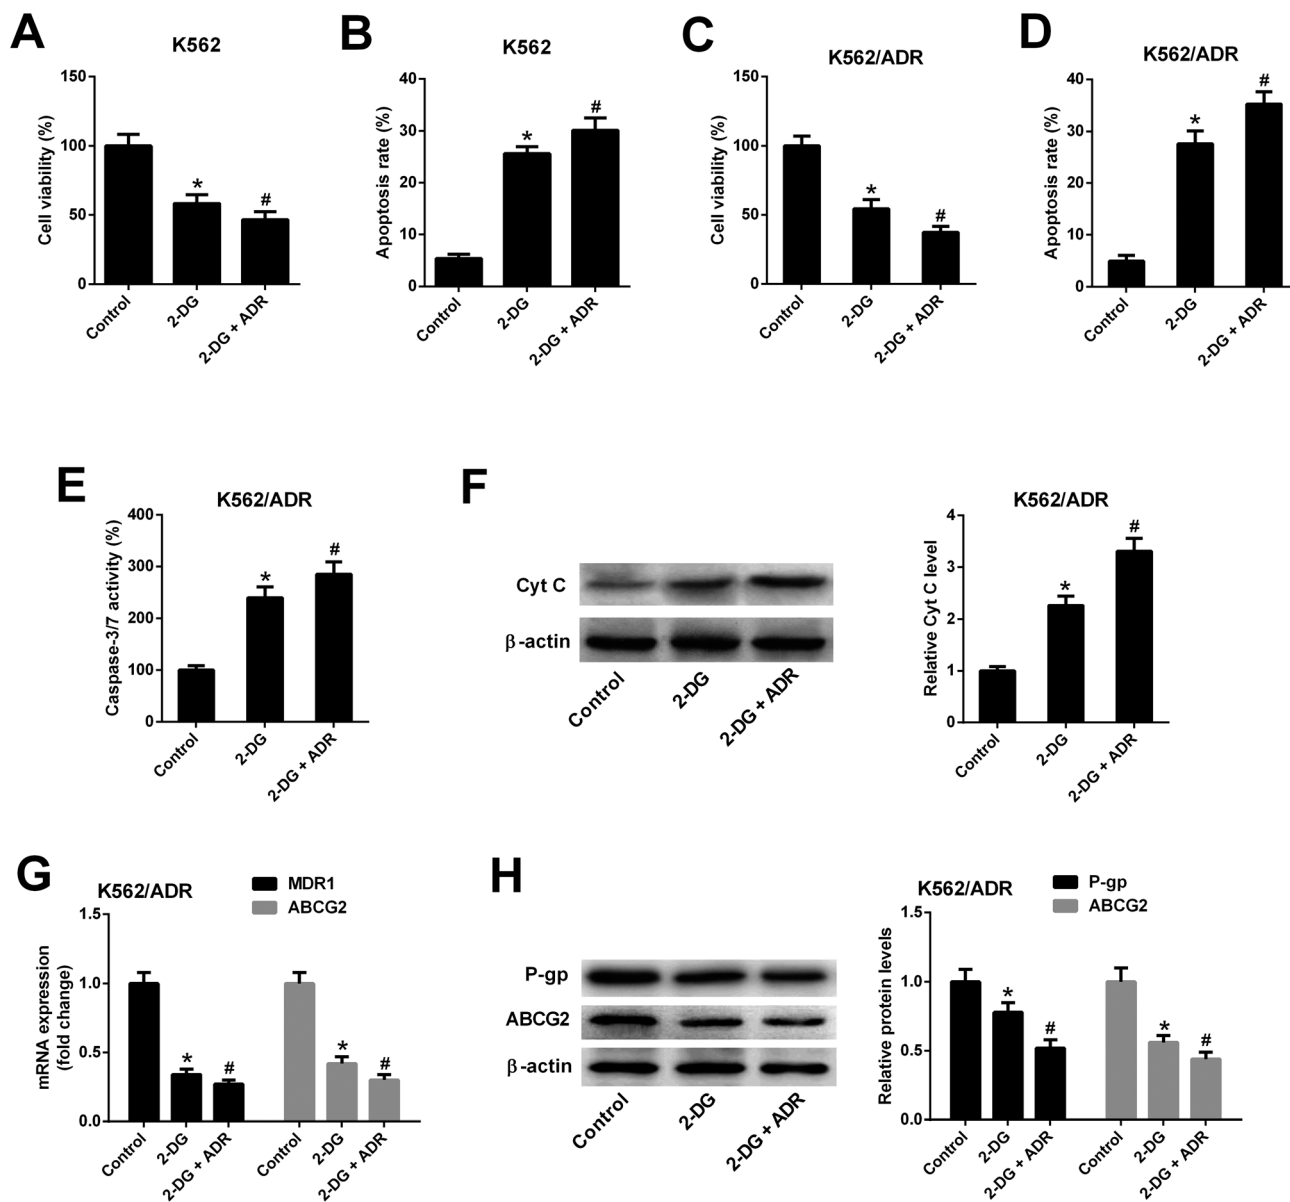 A
K562
Cell viability (%)
150
100
50
0
*
#
Control
2-DG
2-DG + ADR
B
K562
Apoptosis rate (%)
40
30
20
10
0
*
#
Control
2-DG
2-DG + ADR
C
K562/ADR
Cell viability (%)
150
100
50
0
*
#
Control
2-DG
2-DG + ADR
D
K562/ADR
Apoptosis rate (%)
40
30
20
10
0
*
#
Control
2-DG
2-DG + ADR
E
K562/ADR
Caspase-3/7 activity (%)
400
300
200
100
0
*
#
Control
2-DG
2-DG + ADR
F
Cyt C
β-actin
Control
2-DG
2-DG + ADR
K562/ADR
Relative Cyt C level
4
3
2
1
0
*
#
Control
2-DG
2-DG + ADR
G
K562/ADR
MDR1
ABCG2
mRNA expression
(fold change)
1.5
1.0
0.5
0.0
*
#
*
#
Control
2-DG
2-DG + ADR
Control
2-DG
2-DG + ADR
H
P-gp
ABCG2
β-actin
Control
2-DG
2-DG + ADR
K562/ADR
P-gp
ABCG2
Relative protein levels
1.5
1.0
0.5
0.0
*
#
*
#
Control
2-DG
2-DG + ADR
Control
2-DG
2-DG + ADR